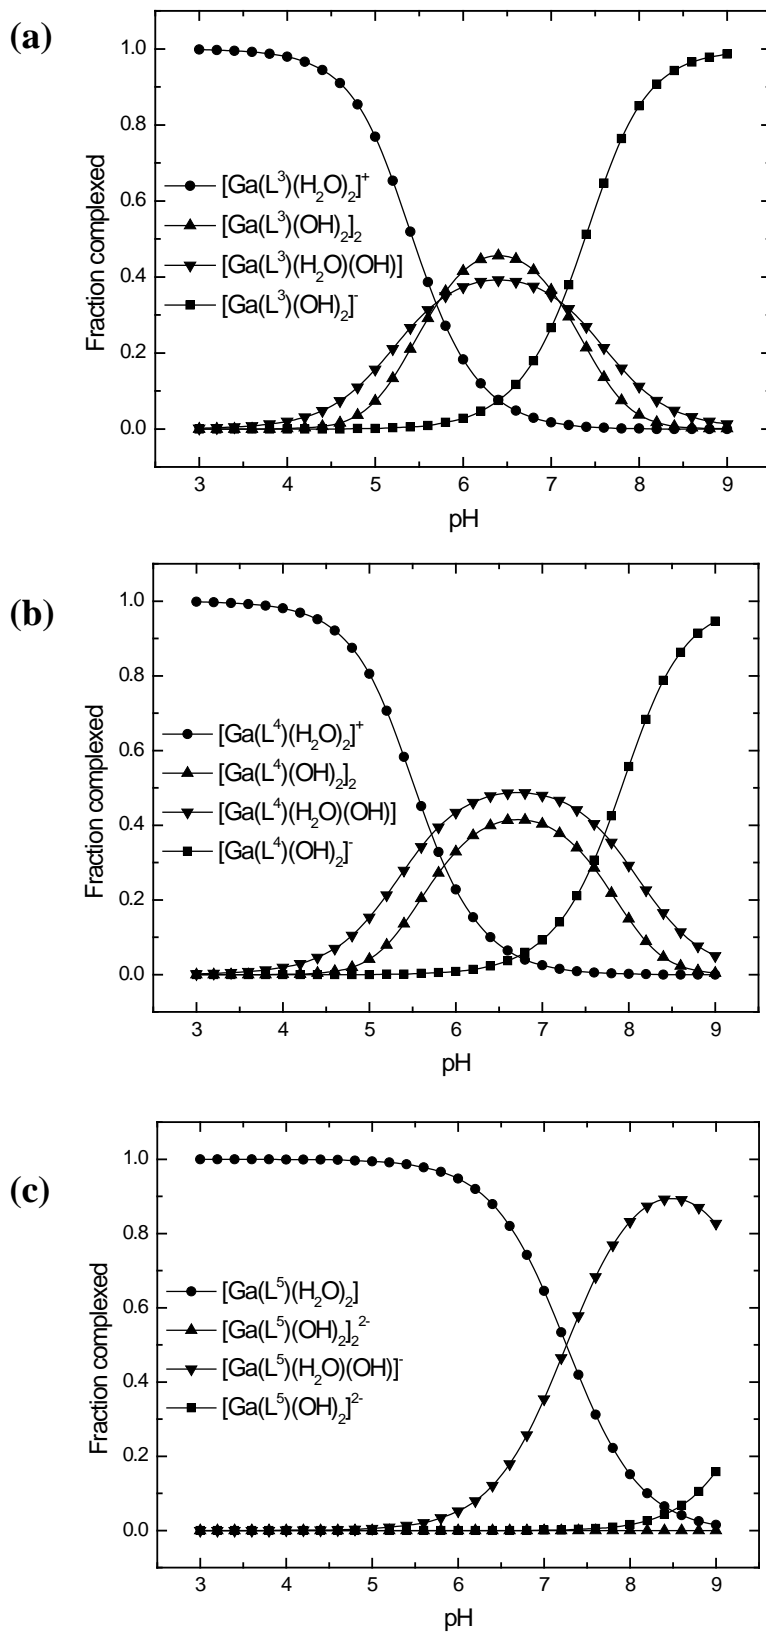 (a)
1.0
0.8
0.6
0.4
0.2
0.0
Fraction complexed
[Ga(L³)(H₂O)₂]⁺
[Ga(L³)(OH)₂]₂
[Ga(L³)(H₂O)(OH)]
[Ga(L³)(OH)₂]⁻
3 4 5 6 7 8 9
pH
(b)
1.0
0.8
0.6
0.4
0.2
0.0
Fraction complexed
[Ga(L⁴)(H₂O)₂]⁺
[Ga(L⁴)(OH)₂]₂
[Ga(L⁴)(H₂O)(OH)]
[Ga(L⁴)(OH)₂]⁻
3 4 5 6 7 8 9
pH
(c)
1.0
0.8
0.6
0.4
0.2
0.0
Fraction complexed
[Ga(L⁵)(H₂O)₂]
[Ga(L⁵)(OH)₂]₂²⁻
[Ga(L⁵)(H₂O)(OH)]⁻
[Ga(L⁵)(OH)₂]²⁻
3 4 5 6 7 8 9
pH